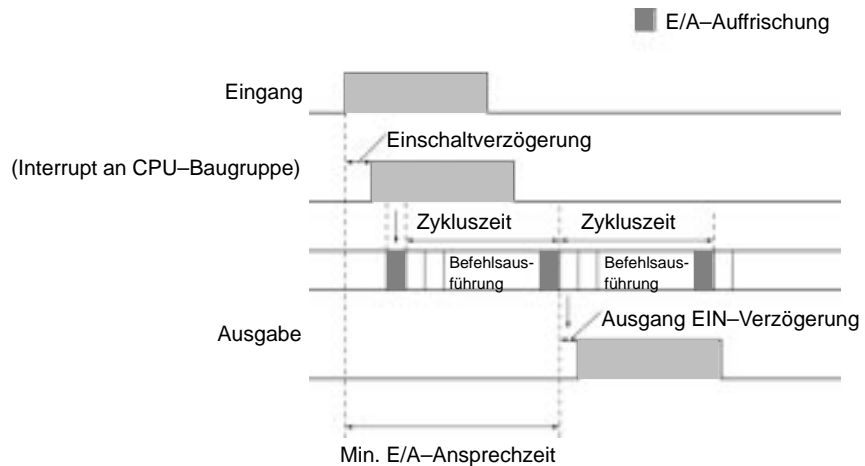 E/A–Auffrischung
Eingang
Einschaltverzögerung
(Interrupt an CPU–Baugruppe)
Zykluszeit
Zykluszeit
Befehlsaus-
führung
Befehlsaus-
führung
Ausgang EIN–Verzögerung
Ausgabe
Min. E/A–Ansprechzeit